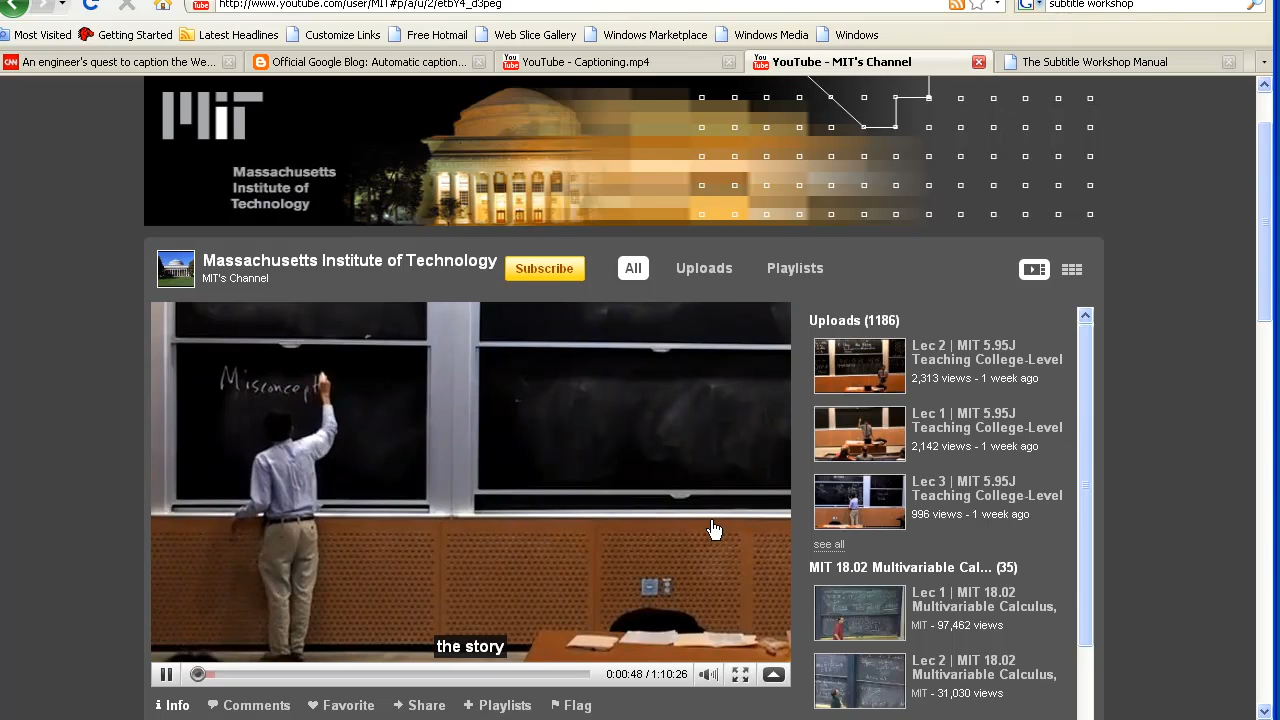 http://www.youtube.com/user/MIT#p/a/u/2/etbY4_d3peg
subtitle workshop
Most Visited Getting Started Latest Headlines Customize Links Free Hotmail Web Slice Gallery Windows Marketplace Windows Media Windows
An engineer's quest to caption the We... Official Google Blog: Automatic capon... YouTube - Captioning.mp4 YouTube - MIT's Channel The Subtitle Workshop Manual
MIT
Massachusetts
Institute of
Technology
Massachusetts Institute of Technology
MIT's Channel
Subscribe
All Uploads Playlists
Misconcept
the story
0:00:48 / 1:10:26
Info Comments Favorite Share Playlists Flag
Uploads (1186)
Lec 2 | MIT 5.95J
Teaching College-Level
2,313 views - 1 week ago
Lec 1 | MIT 5.95J
Teaching College-Level
2,142 views - 1 week ago
Lec 3 | MIT 5.95J
Teaching College-Level
996 views - 1 week ago
see all
MIT 18.02 Multivariable Cal... (35)
Lec 1 | MIT 18.02
Multivariable Calculus,
MIT - 97,462 views
Lec 2 | MIT 18.02
Multivariable Calculus,
MIT - 31,030 views